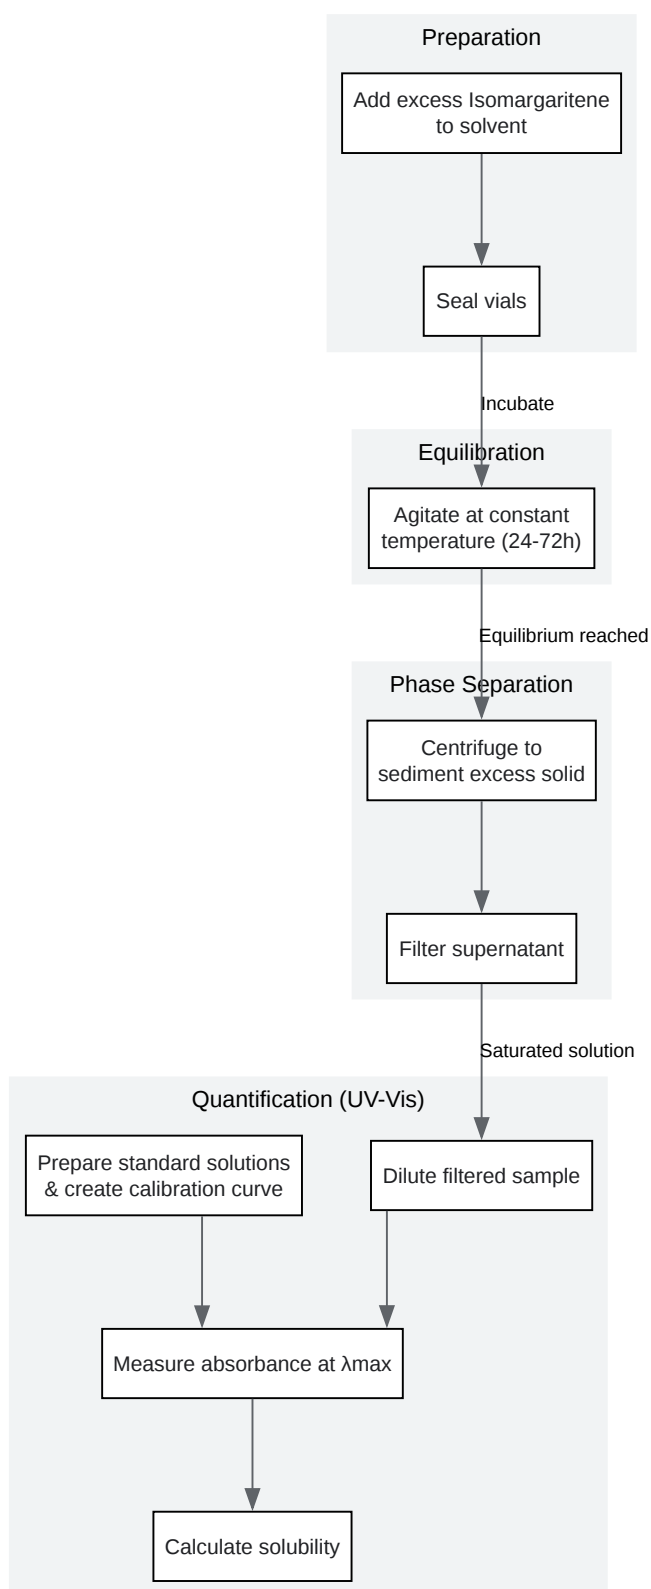 Preparation
Add excess Isomargaritene
to solvent
Seal vials
Incubate
Equilibration
Agitate at constant
temperature (24-72h)
Equilibrium reached
Phase Separation
Centrifuge to
sediment excess solid
Filter supernatant
Saturated solution
Quantification (UV-Vis)
Prepare standard solutions
& create calibration curve
Dilute filtered sample
Measure absorbance at λmax
Calculate solubility